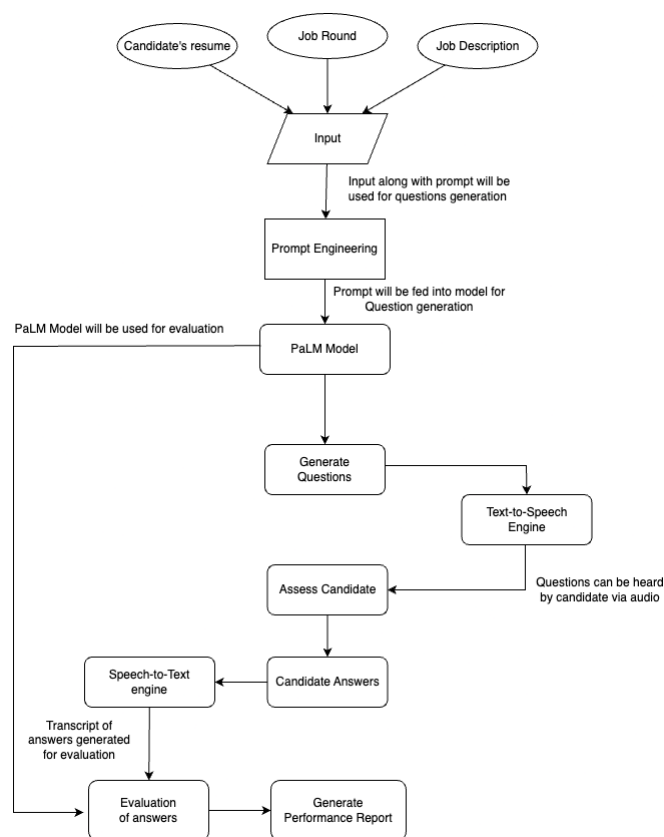 Candidate's resume
Job Round
Job Description
Input
Input along with prompt will be
used for questions generation
Prompt Engineering
Prompt will be fed into model for
Question generation
PaLM Model will be used for evaluation
PaLM Model
Generate
Questions
Text-to-Speech
Engine
Assess Candidate
Questions can be heard
by candidate via audio
Speech-to-Text
engine
Candidate Answers
Transcript of
answers generated
for evaluation
Evaluation
of answers
Generate
Performance Report